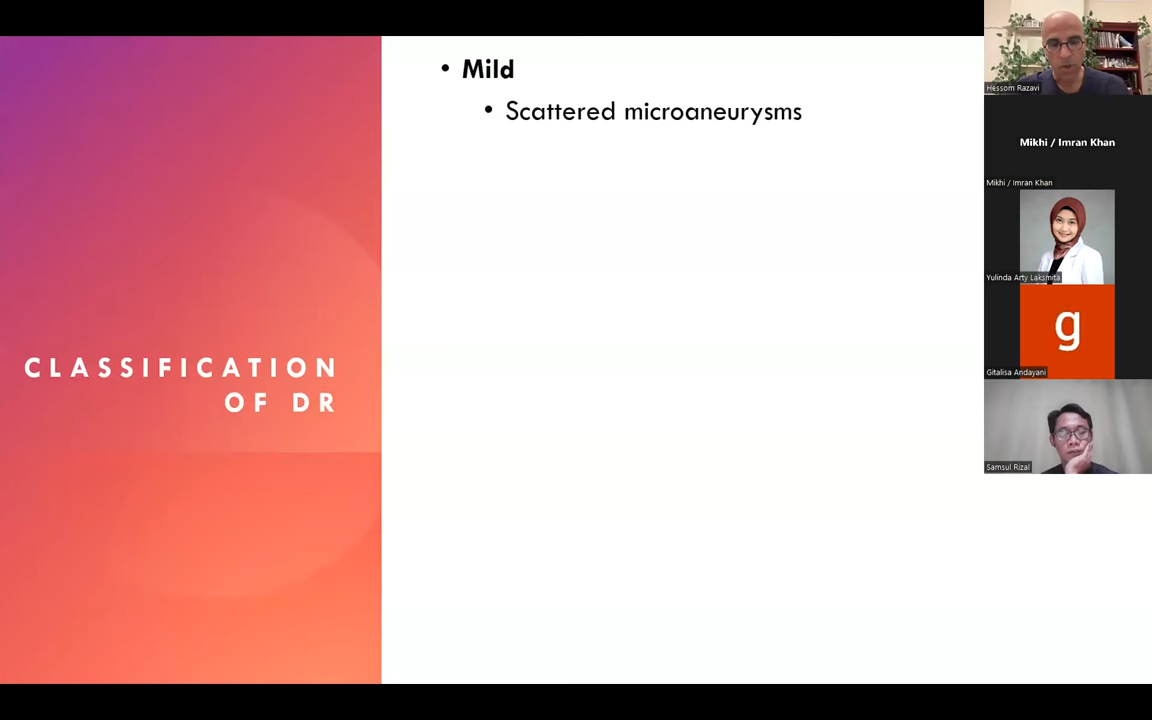 CLASSIFICATION
OF DR
• Mild
• Scattered microaneurysms
Hessom Razavi
Mikhi / Imran Khan
Mikhi / Imran Khan
Yulinda Arty Laksmita
g
Gitalisa Andayani
Samsul Rizal